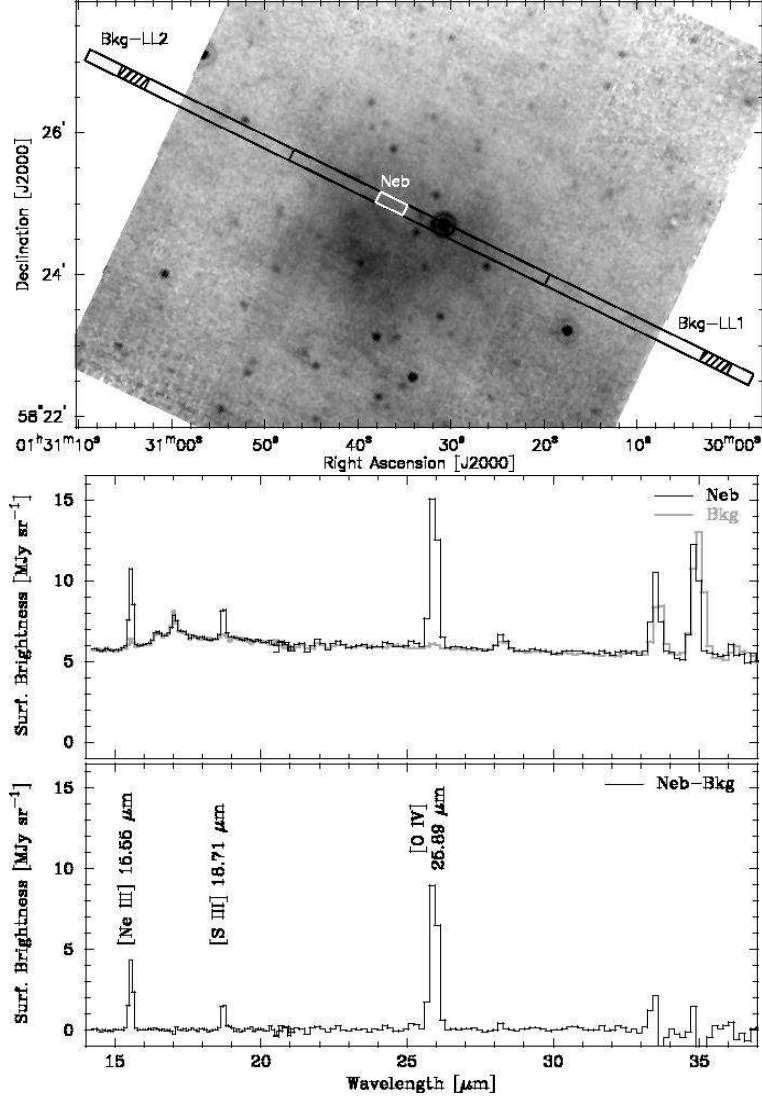 Bkg-LL2
26'
Neb
Declination [J2000]
24'
Bkg-LL1
58°22'
01ʰ31ᵐ10ˢ 31ᵐ00ˢ 50ˢ 40ˢ 30ˢ 20ˢ 10ˢ 30ᵐ00ˢ
Right Ascension [J2000]
15
Neb
Bkg
10
Surf. Brightness [MJy sr⁻¹]
5
0
15
Neb-Bkg
[Ne III] 15.55 μm
[S III] 18.71 μm
[O IV]
25.89 μm
10
Surf. Brightness [MJy sr⁻¹]
5
0
15 20 25 30 35
Wavelength [μm]